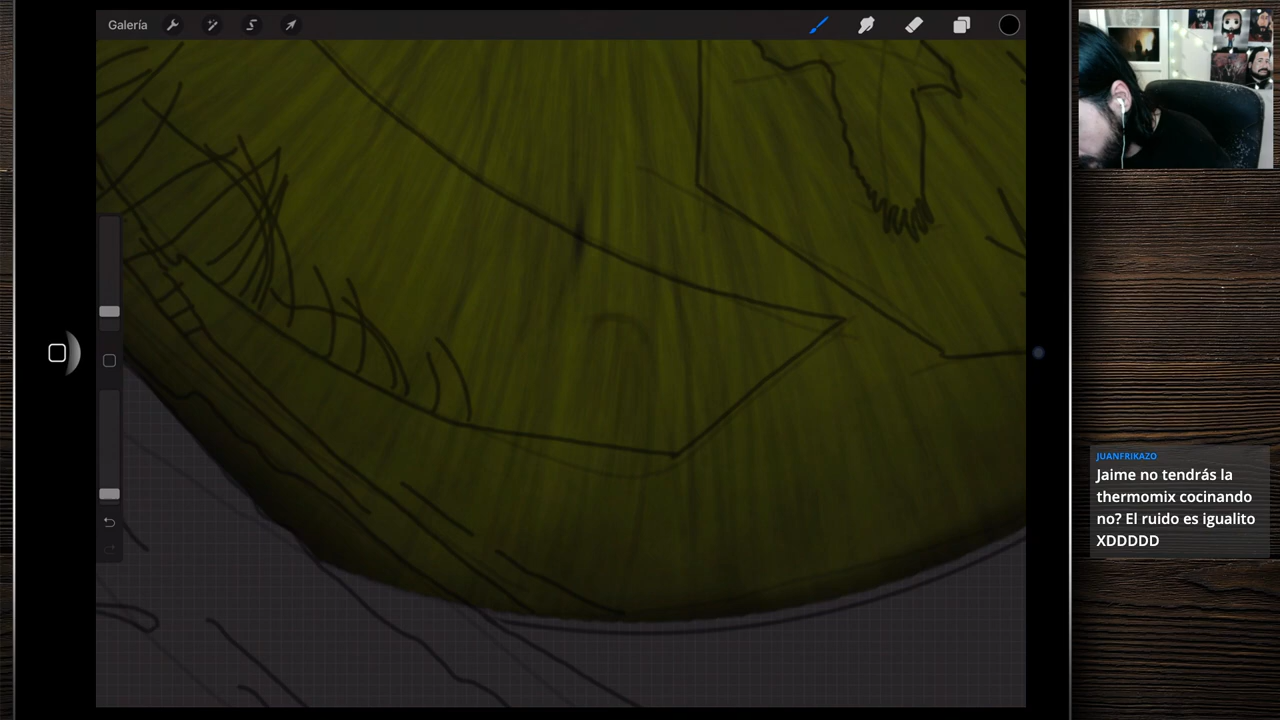 Galería
JUANFRIKAZO
Jaime no tendrás la
thermomix cocinando
no? El ruido es igualito
XDDDDD